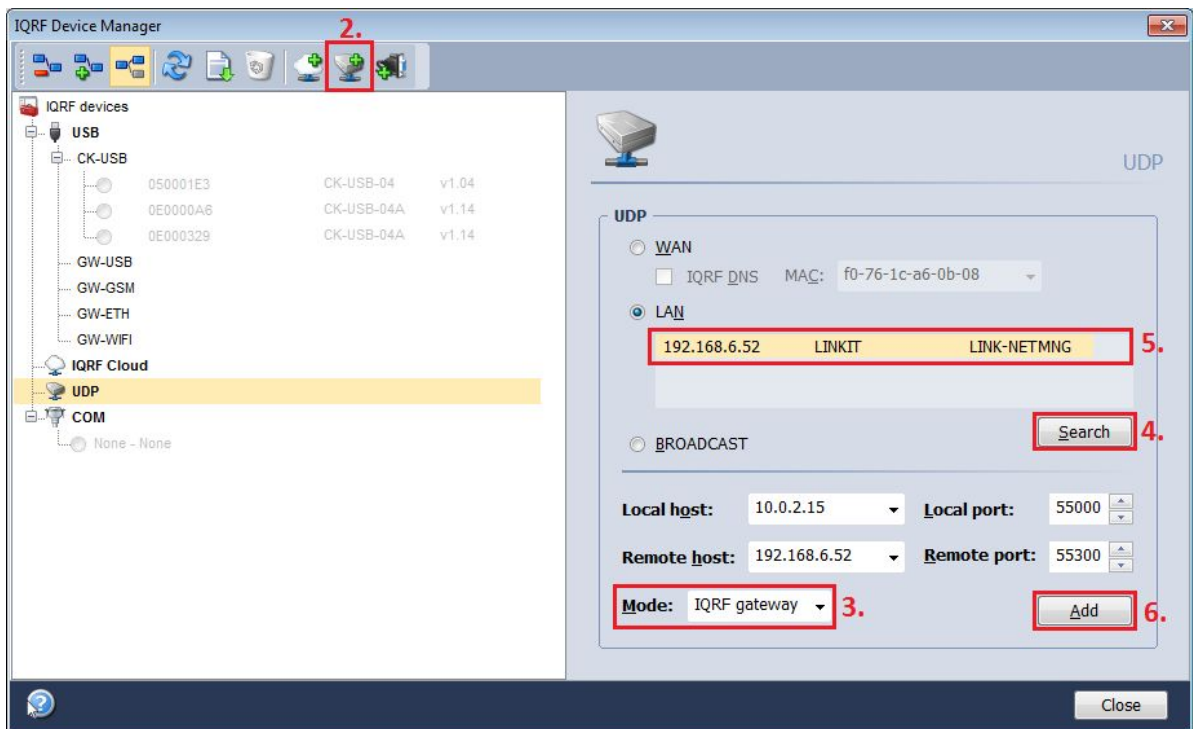 IQRF Device Manager
2.
IQRF devices
USB
CK-USB
050001E3 CK-USB-04 v1.04
0E0000A6 CK-USB-04A v1.14
0E000329 CK-USB-04A v1.14
GW-USB
GW-GSM
GW-ETH
GW-WIFI
IQRF Cloud
UDP
COM
None - None
UDP
UDP
WAN
IQRF DNS MAC: f0-76-1c-a6-0b-08
LAN
192.168.6.52 LINKIT LINK-NETMNG 5.
Search 4.
BROADCAST
Local host: 10.0.2.15 Local port: 55000
Remote host: 192.168.6.52 Remote port: 55300
Mode: IQRF gateway 3.
Add 6.
Close